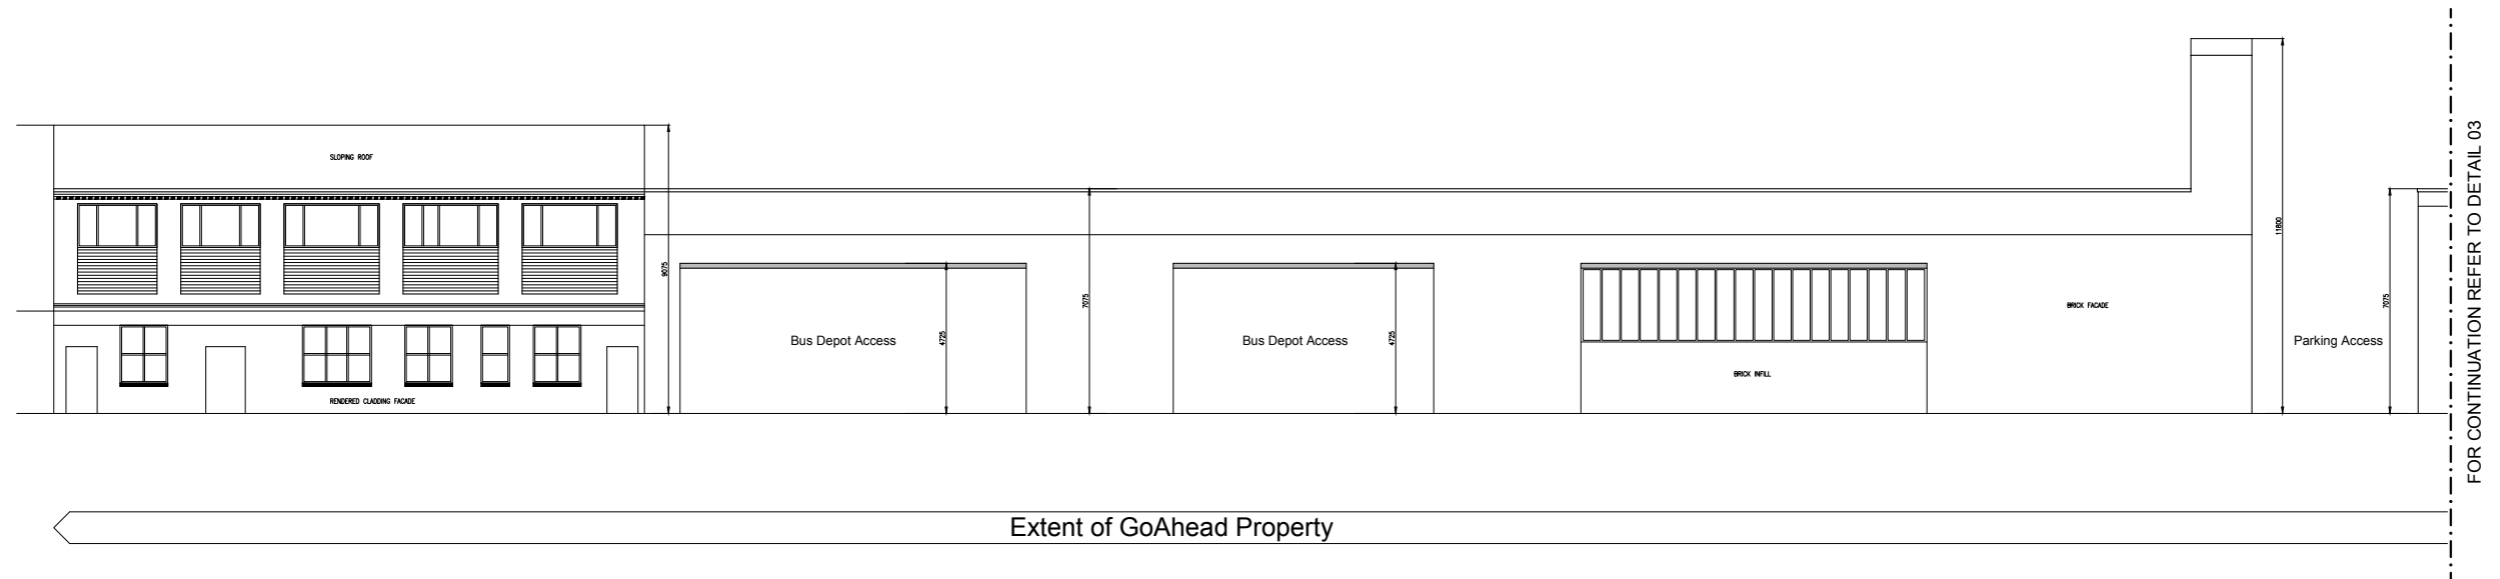 SLOPING ROOF
RENDERED CLADDING FACADE
9075
Bus Depot Access
4725
7075
Bus Depot Access
4725
BRICK INFILL
BRICK FACADE
11800
Parking Access
7075
FOR CONTINUATION REFER TO DETAIL 03
Extent of GoAhead Property